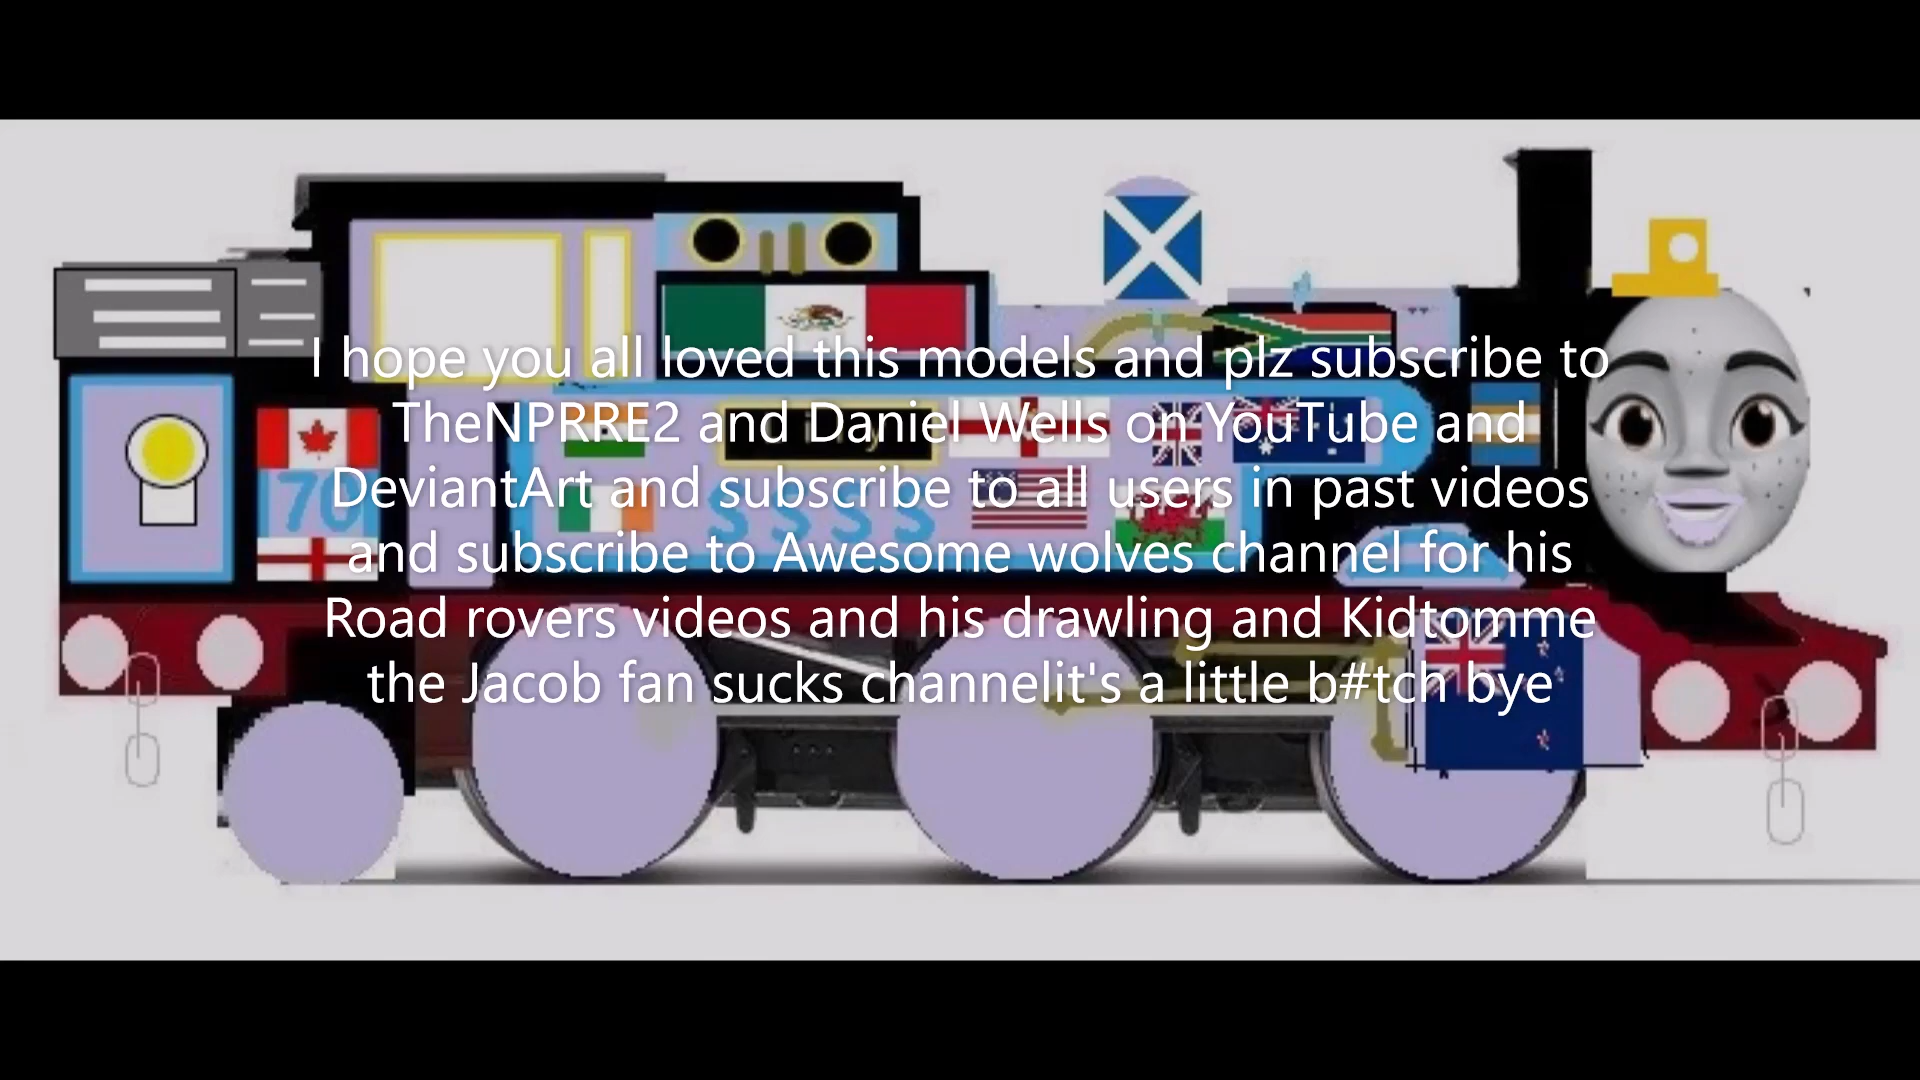 I hope you all loved this models and plz subscribe to
TheNPRRE2 and Daniel Wells on YouTube and
DeviantArt and subscribe to all users in past videos
and subscribe to Awesome wolves channel for his
Road rovers videos and his drawling and Kidtomme
the Jacob fan sucks channelit's a little b#tch bye
70
S S S S